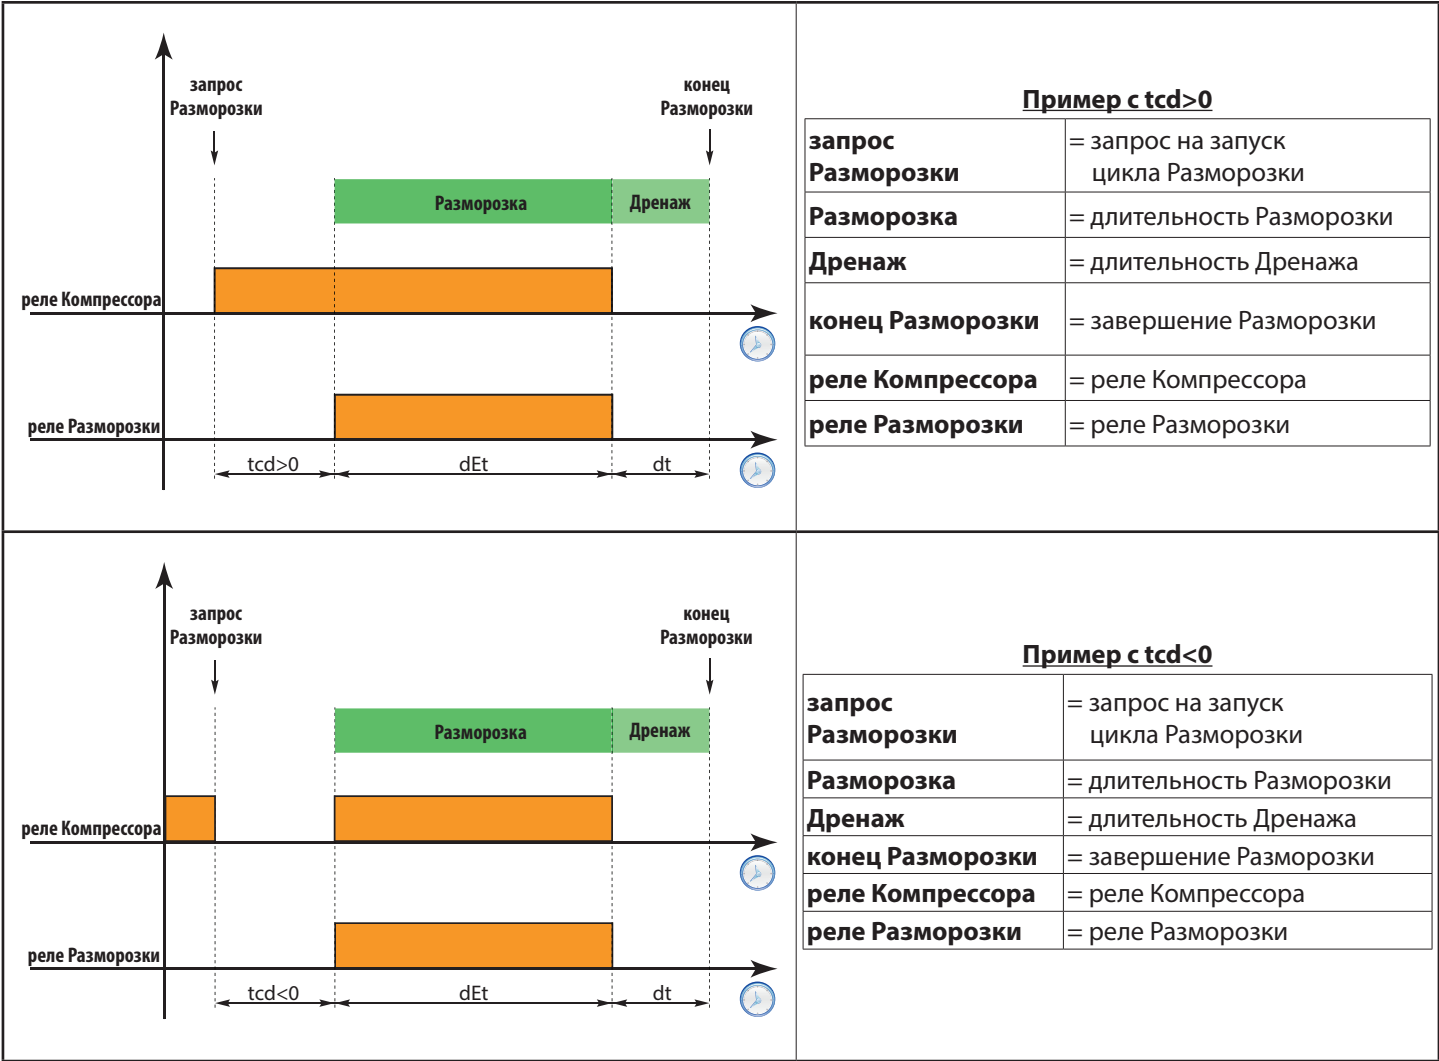 запрос
Разморозки
конец
Разморозки
Разморозка
Дренаж
реле Компрессора
реле Разморозки
tcd>0
dEt
dt
Пример с tcd>0
запрос = запрос на запуск
Разморозки цикла Разморозки
Разморозка = длительность Разморозки
Дренаж = длительность Дренажа
конец Разморозки = завершение Разморозки
реле Компрессора = реле Компрессора
реле Разморозки = реле Разморозки
запрос
Разморозки
конец
Разморозки
Разморозка
Дренаж
реле Компрессора
реле Разморозки
tcd<0
dEt
dt
Пример с tcd<0
запрос = запрос на запуск
Разморозки цикла Разморозки
Разморозка = длительность Разморозки
Дренаж = длительность Дренажа
конец Разморозки = завершение Разморозки
реле Компрессора = реле Компрессора
реле Разморозки = реле Разморозки